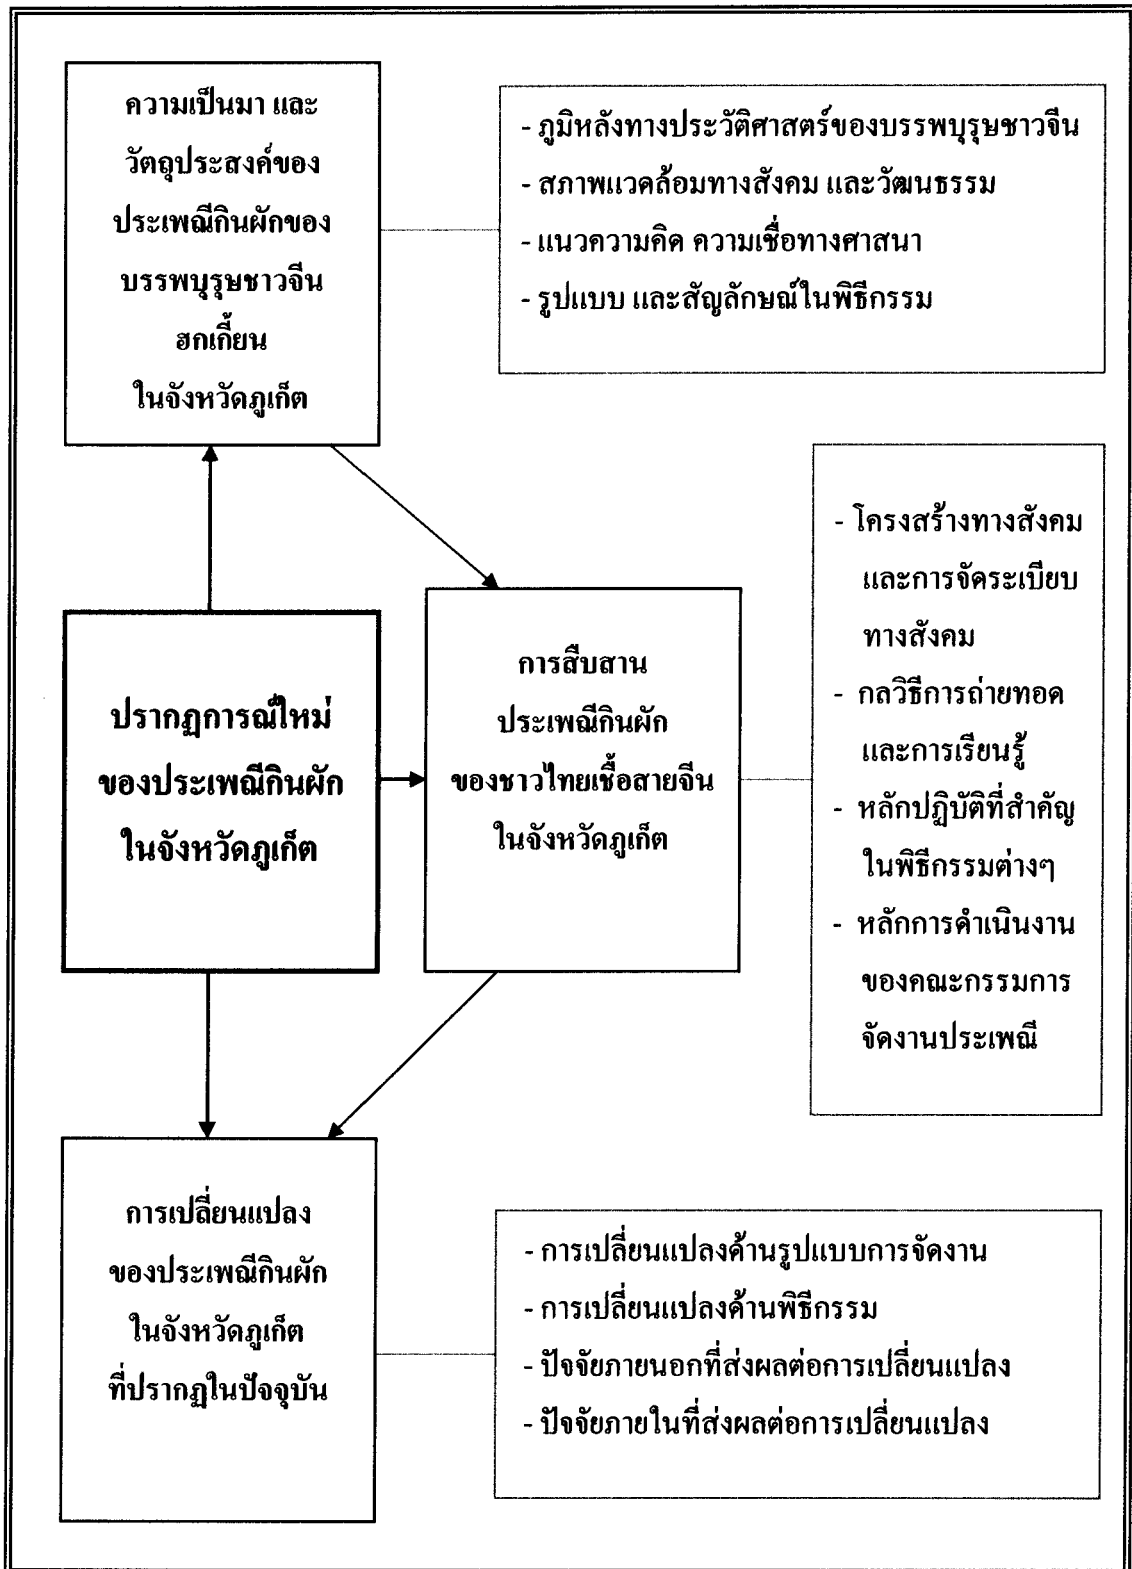 ความเป็นมา และ
วัตถุประสงค์ของ
ประเพณีกินผักของ
บรรพบุรุษชาวจีน
ฮกเกี้ยน
ในจังหวัดภูเก็ต
- ภูมิหลังทางประวัติศาสตร์ของบรรพบุรุษชาวจีน
- สภาพแวดล้อมทางสังคม และวัฒนธรรม
- แนวความคิด ความเชื่อทางศาสนา
- รูปแบบ และสัญลักษณ์ในพิธีกรรม
ปรากฏการณ์ใหม่
ของประเพณีกินผัก
ในจังหวัดภูเก็ต
การสืบสาน
ประเพณีกินผัก
ของชาวไทยเชื้อสายจีน
ในจังหวัดภูเก็ต
- โครงสร้างทางสังคม
และการจัดระเบียบ
ทางสังคม
- กลวิธีการถ่ายทอด
และการเรียนรู้
- หลักปฏิบัติที่สำคัญ
ในพิธีกรรมต่างๆ
- หลักการดำเนินงาน
ของคณะกรรมการ
จัดงานประเพณี
การเปลี่ยนแปลง
ของประเพณีกินผัก
ในจังหวัดภูเก็ต
ที่ปรากฏในปัจจุบัน
- การเปลี่ยนแปลงด้านรูปแบบการจัดงาน
- การเปลี่ยนแปลงด้านพิธีกรรม
- ปัจจัยภายนอกที่ส่งผลต่อการเปลี่ยนแปลง
- ปัจจัยภายในที่ส่งผลต่อการเปลี่ยนแปลง